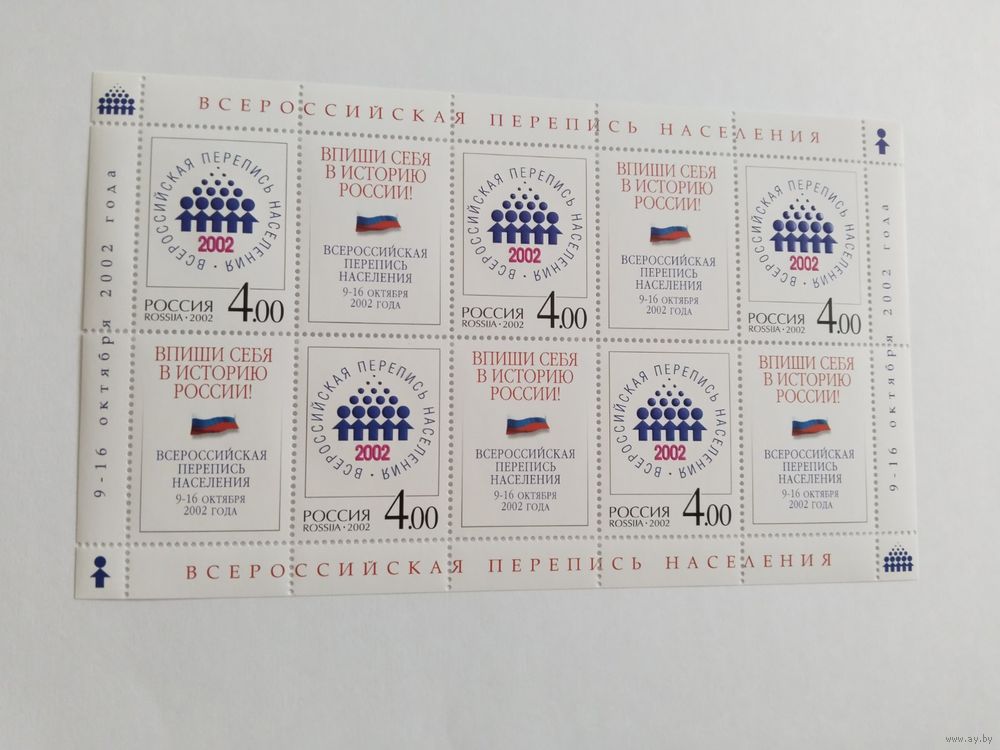 ВСЕРОССИЙСКАЯ ПЕРЕПИСЬ НАСЕЛЕНИЯ
9-16 октября 2002 года
ВСЕРОССИЙСКАЯ ПЕРЕПИСЬ НАСЕЛЕНИЯ ·
2002
РОССИЯ 4.00
ROSSIJA · 2002
ВПИШИ СЕБЯ
В ИСТОРИЮ
РОССИИ!
ВСЕРОССИЙСКАЯ
ПЕРЕПИСЬ
НАСЕЛЕНИЯ
9-16 ОКТЯБРЯ
2002 ГОДА
ВСЕРОССИЙСКАЯ ПЕРЕПИСЬ НАСЕЛЕНИЯ ·
2002
РОССИЯ 4.00
ROSSIJA · 2002
ВПИШИ СЕБЯ
В ИСТОРИЮ
РОССИИ!
ВСЕРОССИЙСКАЯ
ПЕРЕПИСЬ
НАСЕЛЕНИЯ
9-16 ОКТЯБРЯ
2002 ГОДА
ВСЕРОССИЙСКАЯ ПЕРЕПИСЬ НАСЕЛЕНИЯ ·
2002
РОССИЯ 4.00
ROSSIJA · 2002
9-16 октября 2002 года
ВПИШИ СЕБЯ
В ИСТОРИЮ
РОССИИ!
ВСЕРОССИЙСКАЯ
ПЕРЕПИСЬ
НАСЕЛЕНИЯ
9-16 ОКТЯБРЯ
2002 ГОДА
ВСЕРОССИЙСКАЯ ПЕРЕПИСЬ НАСЕЛЕНИЯ ·
2002
РОССИЯ 4.00
ROSSIJA · 2002
ВПИШИ СЕБЯ
В ИСТОРИЮ
РОССИИ!
ВСЕРОССИЙСКАЯ
ПЕРЕПИСЬ
НАСЕЛЕНИЯ
9-16 ОКТЯБРЯ
2002 ГОДА
ВСЕРОССИЙСКАЯ ПЕРЕПИСЬ НАСЕЛЕНИЯ ·
2002
РОССИЯ 4.00
ROSSIJA · 2002
ВПИШИ СЕБЯ
В ИСТОРИЮ
РОССИИ!
ВСЕРОССИЙСКАЯ
ПЕРЕПИСЬ
НАСЕЛЕНИЯ
9-16 ОКТЯБРЯ
2002 ГОДА
ВСЕРОССИЙСКАЯ ПЕРЕПИСЬ НАСЕЛЕНИЯ
www.ay.by